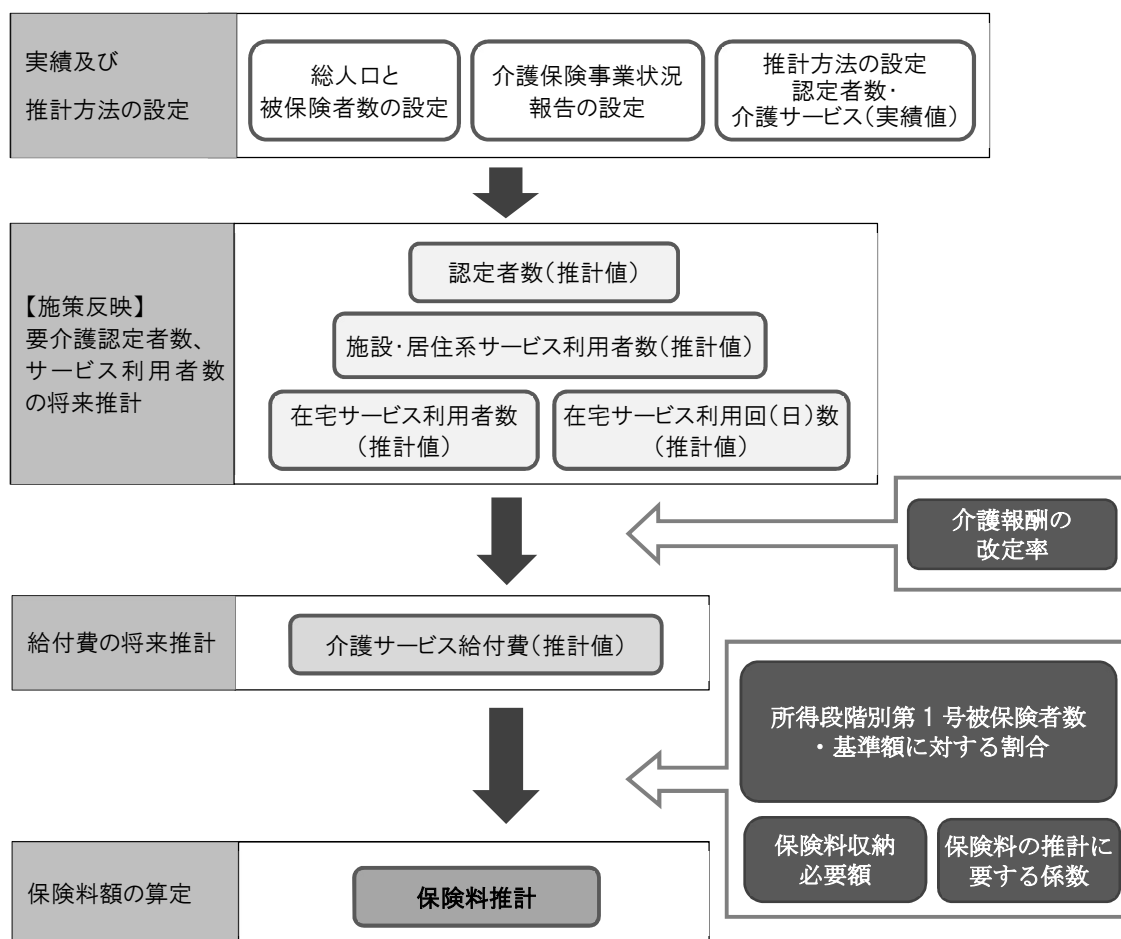 実績及び
推計方法の設定
総人口と
被保険者数の設定
介護保険事業状況
報告の設定
推計方法の設定
認定者数・
介護サービス(実績値)
【施策反映】
要介護認定者数、
サービス利用者数
の将来推計
認定者数(推計値)
施設・居住系サービス利用者数(推計値)
在宅サービス利用者数
(推計値)
在宅サービス利用回(日)数
(推計値)
介護報酬の
改定率
給付費の将来推計
介護サービス給付費(推計値)
所得段階別第1号被保険者数
・基準額に対する割合
保険料収納
必要額
保険料の推計に
要する係数
保険料額の算定
保険料推計